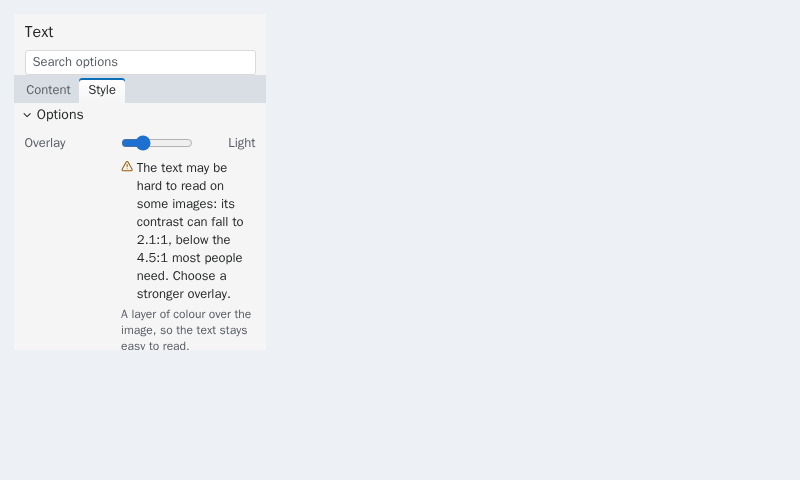 Text
Search options
Content Style
Options
Overlay Light
The text may be
hard to read on
some images: its
contrast can fall to
2.1:1, below the
4.5:1 most people
need. Choose a
stronger overlay.
A layer of colour over the
image, so the text stays
easy to read.